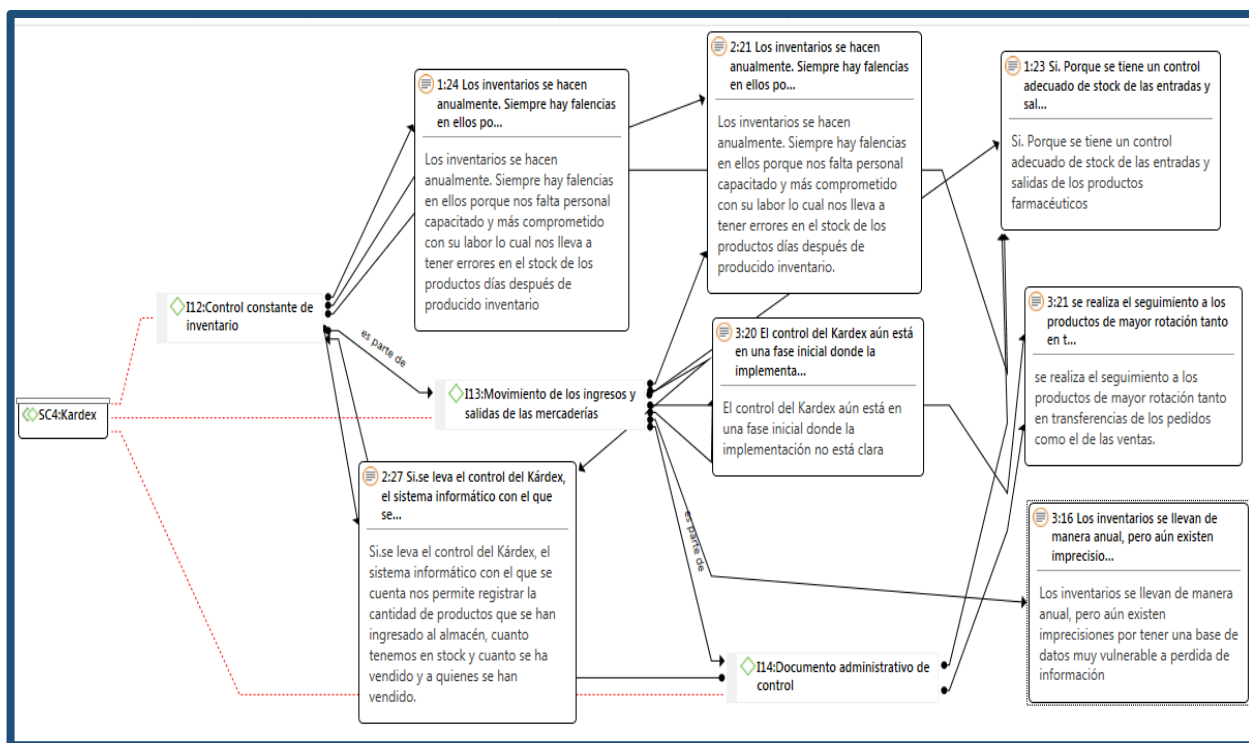 1:24 Los inventarios se hacen
anualmente. Siempre hay falencias
en ellos po...
Los inventarios se hacen
anualmente. Siempre hay falencias
en ellos porque nos falta personal
capacitado y más comprometido
con su labor lo cual nos lleva a
tener errores en el stock de los
productos días después de
producido inventario
2:21 Los inventarios se hacen
anualmente. Siempre hay falencias
en ellos po...
Los inventarios se hacen
anualmente. Siempre hay falencias
en ellos porque nos falta personal
capacitado y más comprometido
con su labor lo cual nos lleva a
tener errores en el stock de los
productos días después de
producido inventario.
1:23 Si. Porque se tiene un control
adecuado de stock de las entradas y
sal...
Si. Porque se tiene un control
adecuado de stock de las entradas y
salidas de los productos
farmacéuticos
I12:Control constante de
inventario
es parte de
I13:Movimiento de los ingresos y
salidas de las mercaderías
SC4:Kardex
3:20 El control del Kardex aún está
en una fase inicial donde la
implementa...
El control del Kardex aún está en
una fase inicial donde la
implementación no está clara
3:21 se realiza el seguimiento a los
productos de mayor rotación tanto
en t...
se realiza el seguimiento a los
productos de mayor rotación tanto
en transferencias de los pedidos
como el de las ventas.
2:27 Si.se leva el control del Kárdex,
el sistema informático con el que
se...
Si.se leva el control del Kárdex, el
sistema informático con el que se
cuenta nos permite registrar la
cantidad de productos que se han
ingresado al almacén, cuanto
tenemos en stock y cuanto se ha
vendido y a quienes se han
vendido.
es parte de
3:16 Los inventarios se llevan de
manera anual, pero aún existen
imprecisio...
Los inventarios se llevan de manera
anual, pero aún existen
imprecisiones por tener una base de
datos muy vulnerable a perdida de
información
I14:Documento administrativo de
control